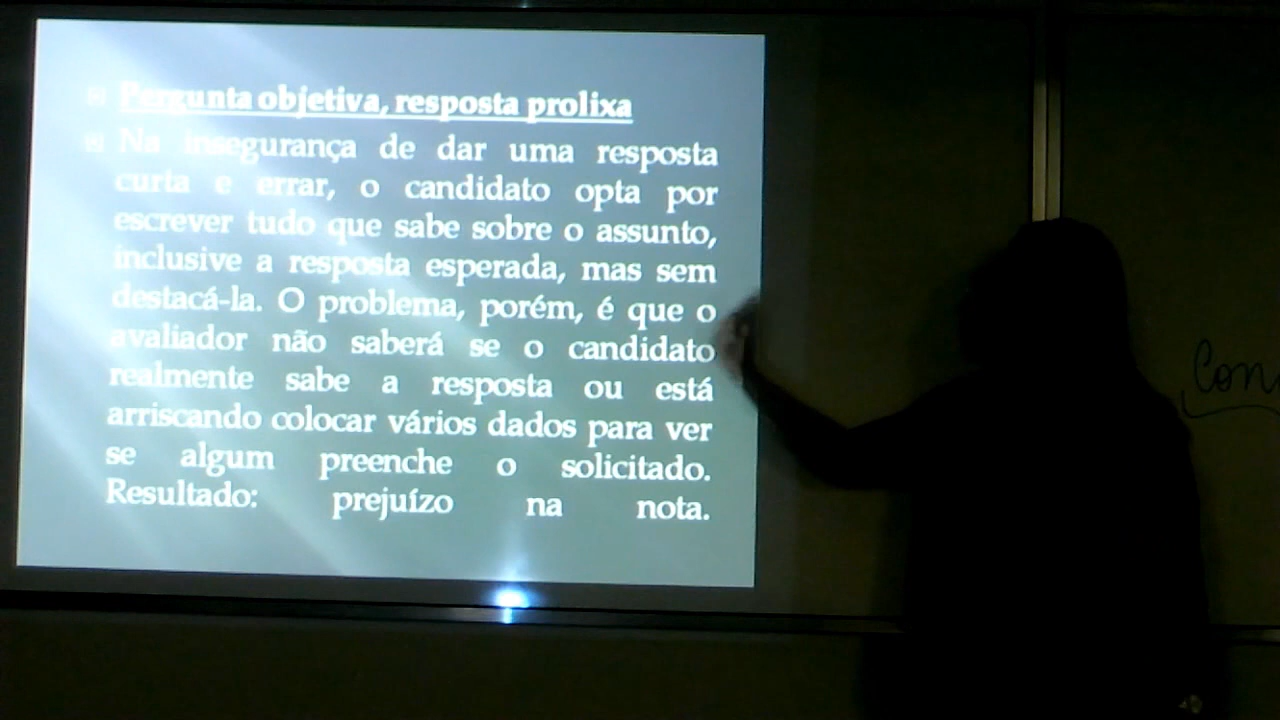 Pergunta objetiva, resposta prolixa
Na insegurança de dar uma resposta
curta e errar, o candidato opta por
escrever tudo que sabe sobre o assunto,
inclusive a resposta esperada, mas sem
destacá-la. O problema, porém, é que o
avaliador não saberá se o candidato
realmente sabe a resposta ou está
arriscando colocar vários dados para ver
se algum preenche o solicitado.
Resultado: prejuízo na nota.